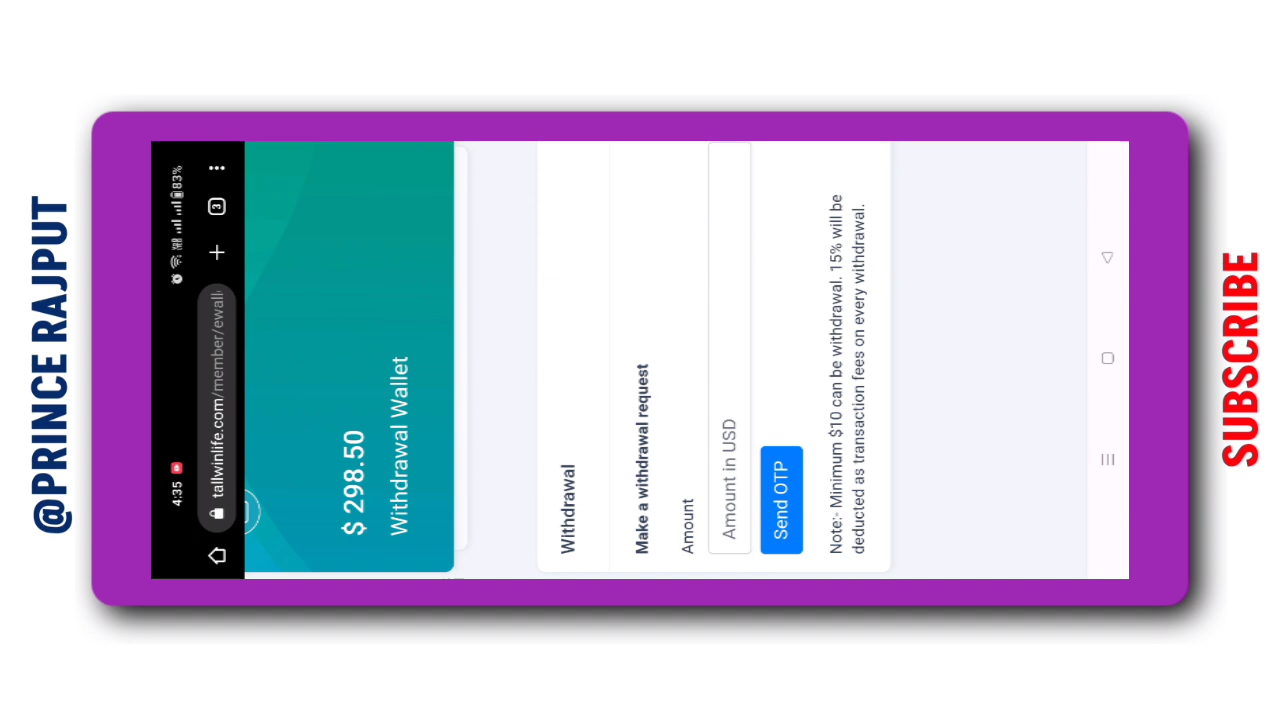 @PRINCE RAJPUT
4:35
83%
tallwinlife.com/member/ewall
3
$ 298.50
Withdrawal Wallet
Withdrawal
Make a withdrawal request
Amount
Amount in USD
Send OTP
Note:- Minimum $10 can be withdrawal. 15% will be
deducted as transaction fees on every withdrawal.
SUBSCRIBE